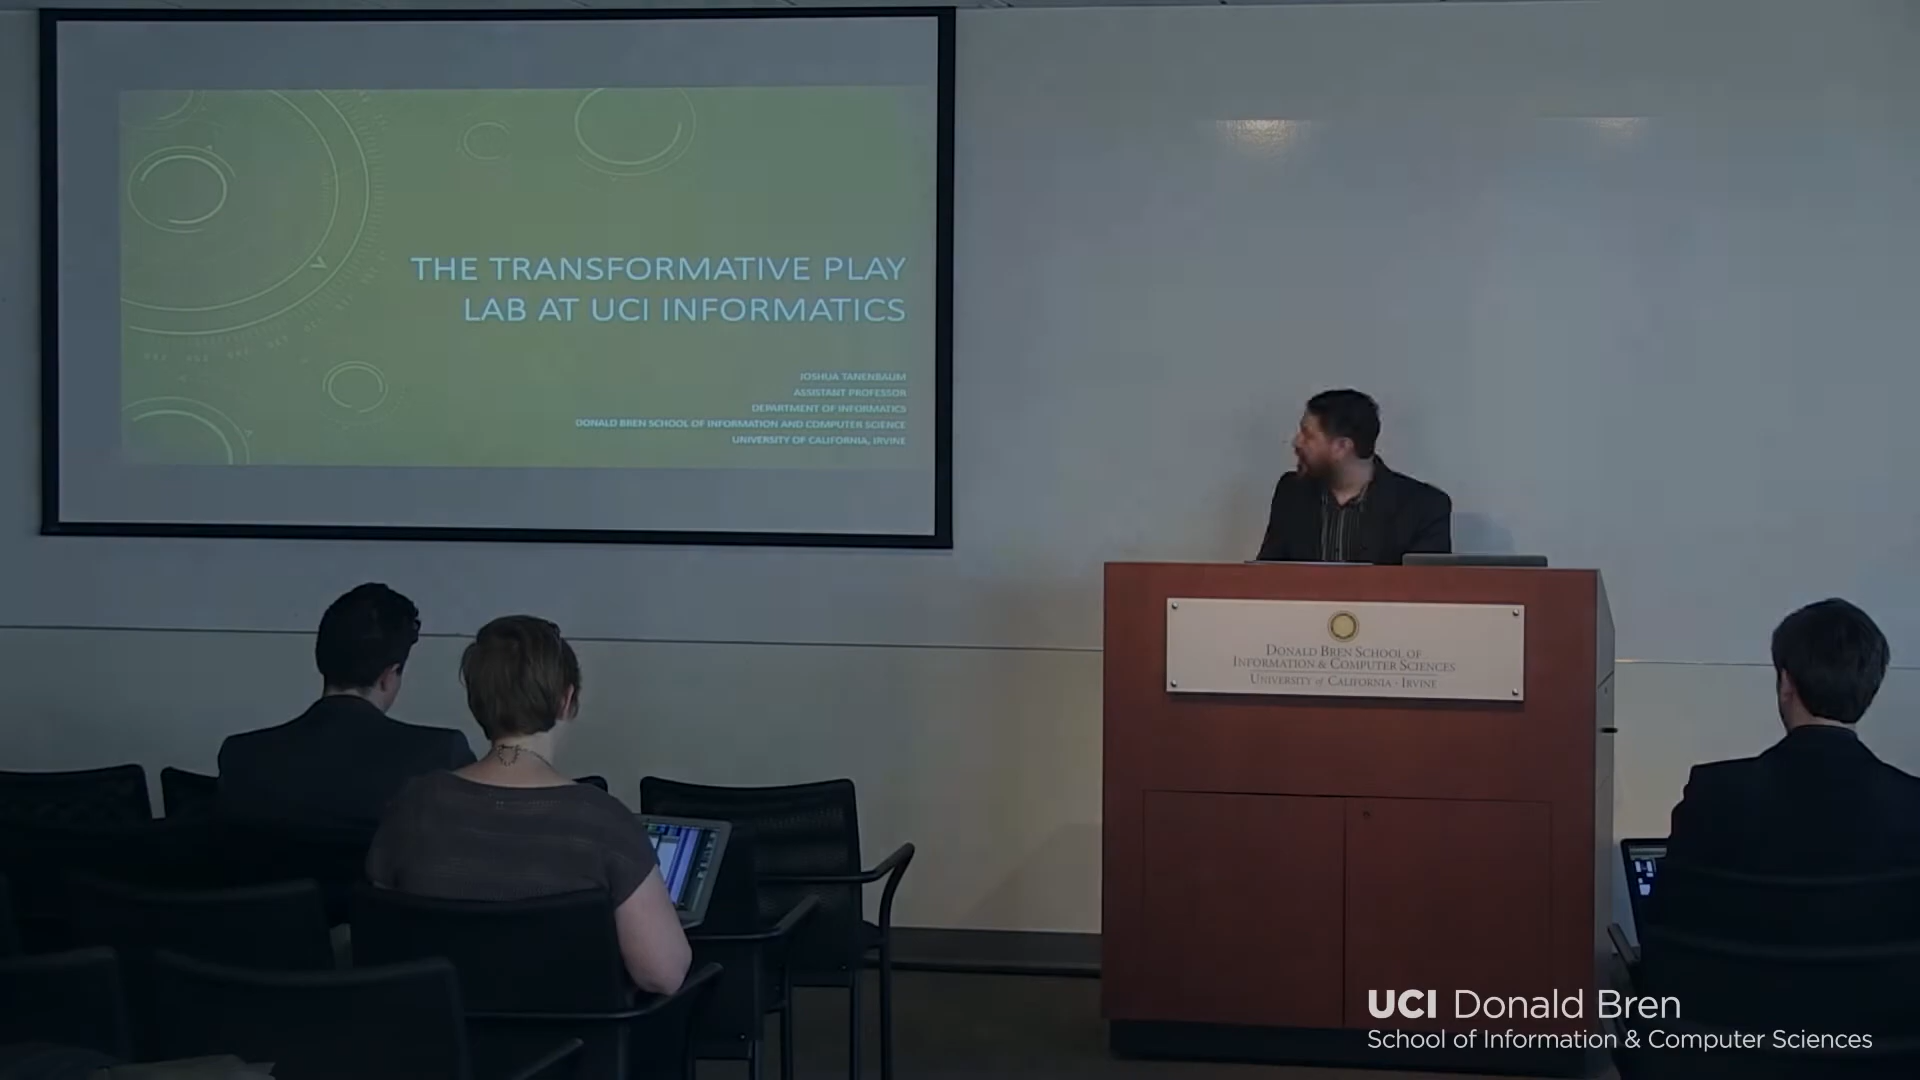 THE TRANSFORMATIVE PLAY
LAB AT UCI INFORMATICS
JOSHUA TANENBAUM
ASSISTANT PROFESSOR
DEPARTMENT OF INFORMATICS
DONALD BREN SCHOOL OF INFORMATION AND COMPUTER SCIENCE
UNIVERSITY OF CALIFORNIA, IRVINE
DONALD BREN SCHOOL OF
INFORMATION & COMPUTER SCIENCES
UNIVERSITY of CALIFORNIA · IRVINE
UCI Donald Bren
School of Information & Computer Sciences